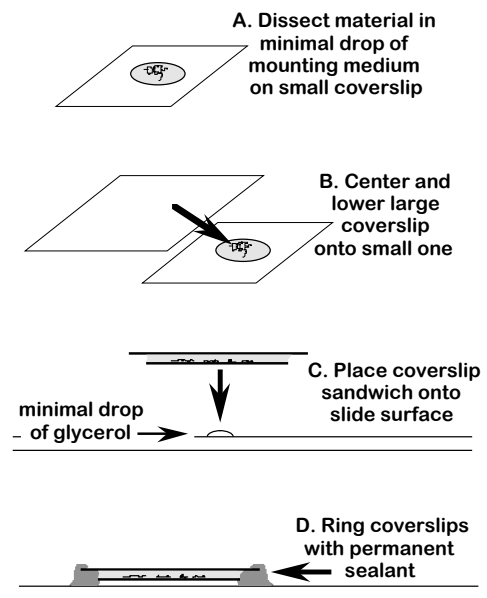 A. Dissect material in
minimal drop of
mounting medium
on small coverslip
B. Center and
lower large
coverslip
onto small one
C. Place coverslip
sandwich onto
slide surface
minimal drop
of glycerol
D. Ring coverslips
with permanent
sealant